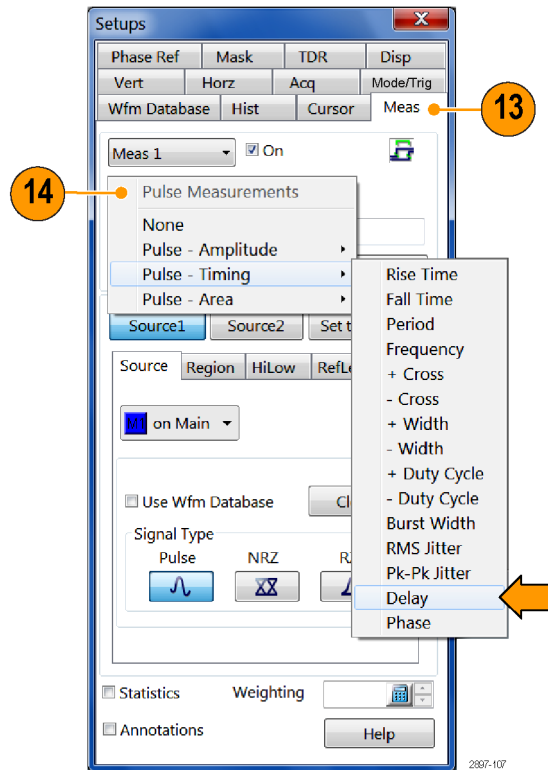 Setups
X
Phase Ref Mask TDR Disp
Vert Horz Acq Mode/Trig
Wfm Database Hist Cursor Meas
13
Meas 1 On
14
Pulse Measurements
None
Pulse - Amplitude
Pulse - Timing
Pulse - Area
Rise Time
Fall Time
Period
Frequency
+ Cross
- Cross
+ Width
- Width
+ Duty Cycle
- Duty Cycle
Burst Width
RMS Jitter
Pk-Pk Jitter
Delay
Phase
Source1 Source2 Set t
Source Region HiLow RefLe
M1 on Main
Use Wfm Database Cl
Signal Type
Pulse NRZ R
Statistics Weighting
Annotations Help
2897-107